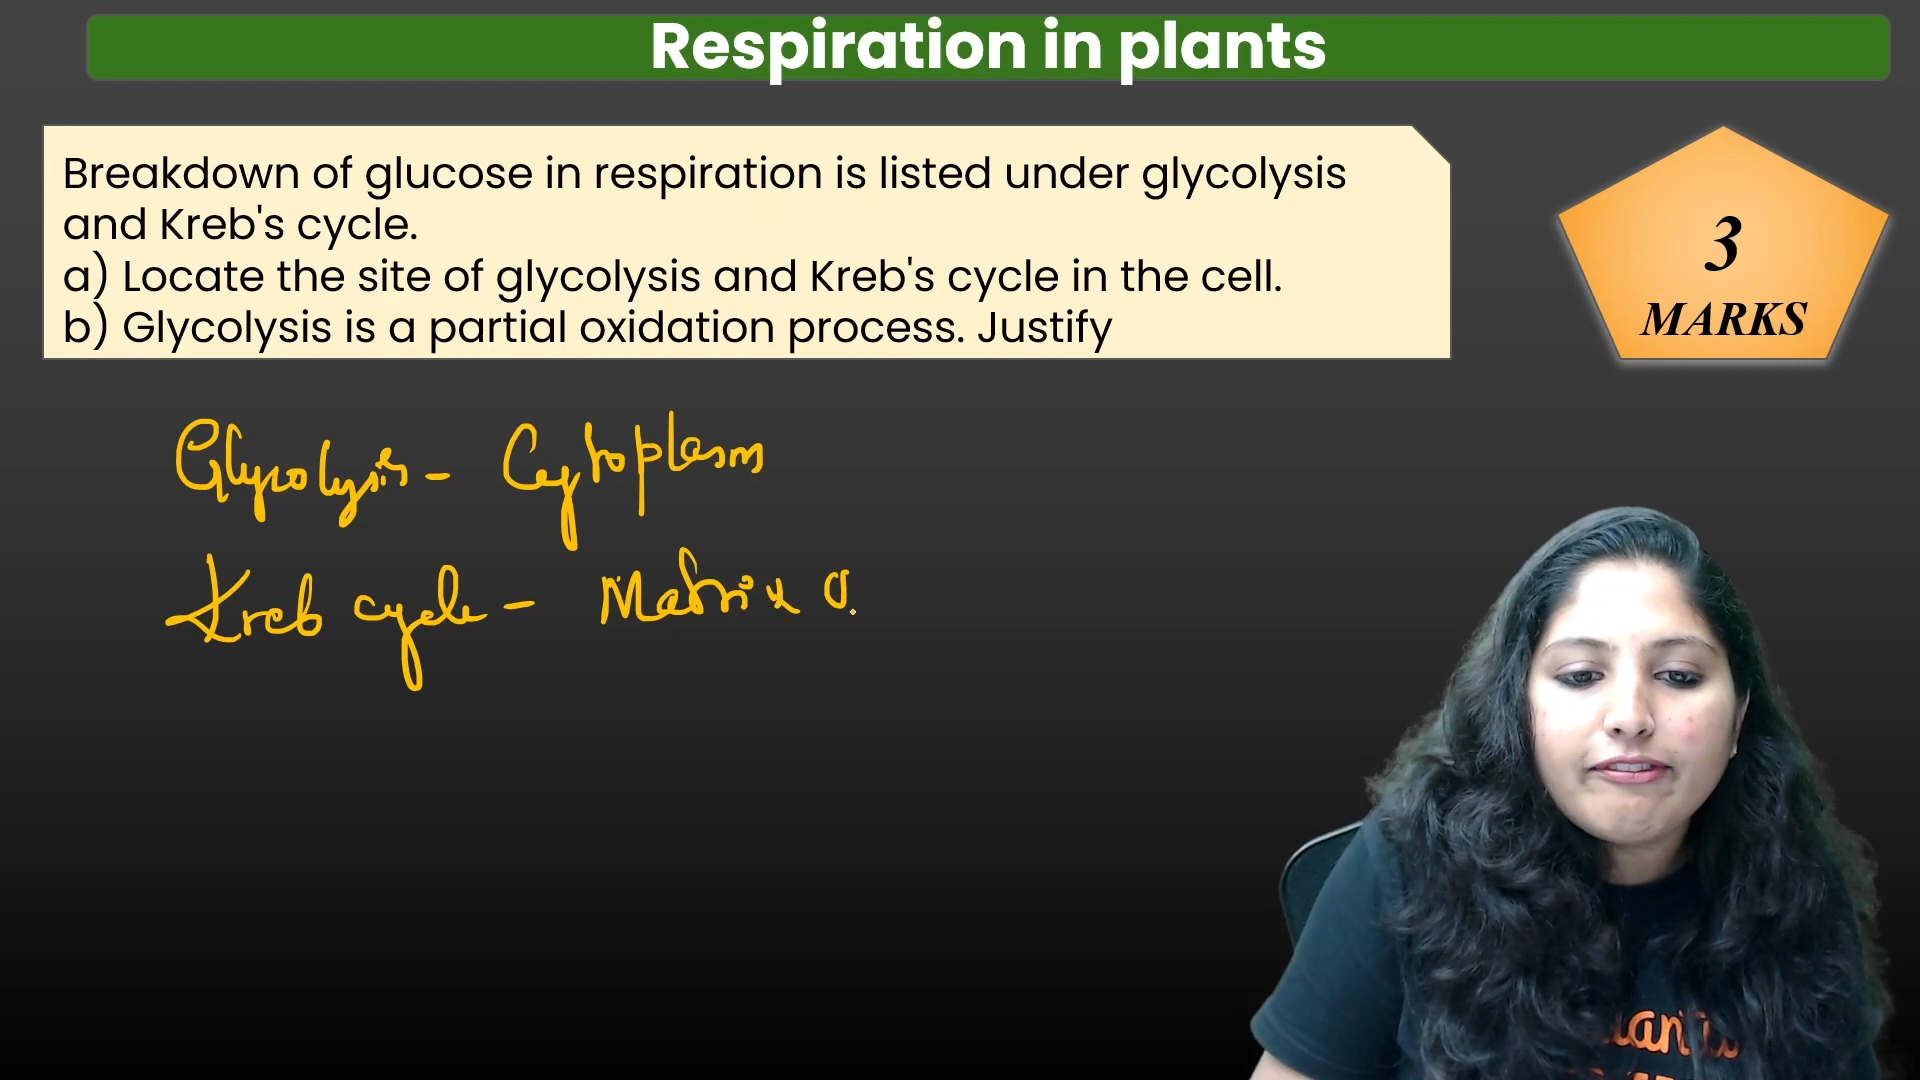 Respiration in plants
Breakdown of glucose in respiration is listed under glycolysis
and Kreb's cycle.
a) Locate the site of glycolysis and Kreb's cycle in the cell.
b) Glycolysis is a partial oxidation process. Justify
3
MARKS
Glycolysis - Cytoplasm
Kreb cycle - Matrix o